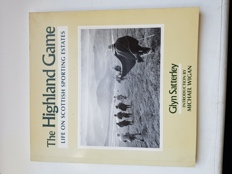 The Highland Game
LIFE ON SCOTTISH SPORTING ESTATES
Glyn Satterley
INTRODUCTION BY
MICHAEL WIGAN